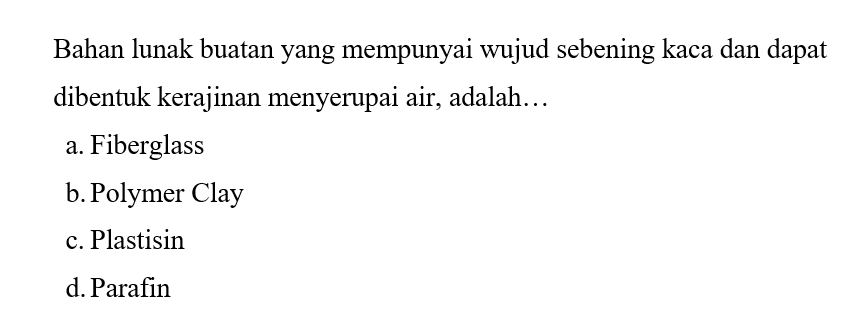 Bahan lunak buatan yang mempunyai wujud sebening kaca dan dapat
dibentuk kerajinan menyerupai air, adalah…
a. Fiberglass
b. Polymer Clay
c. Plastisin
d. Parafin